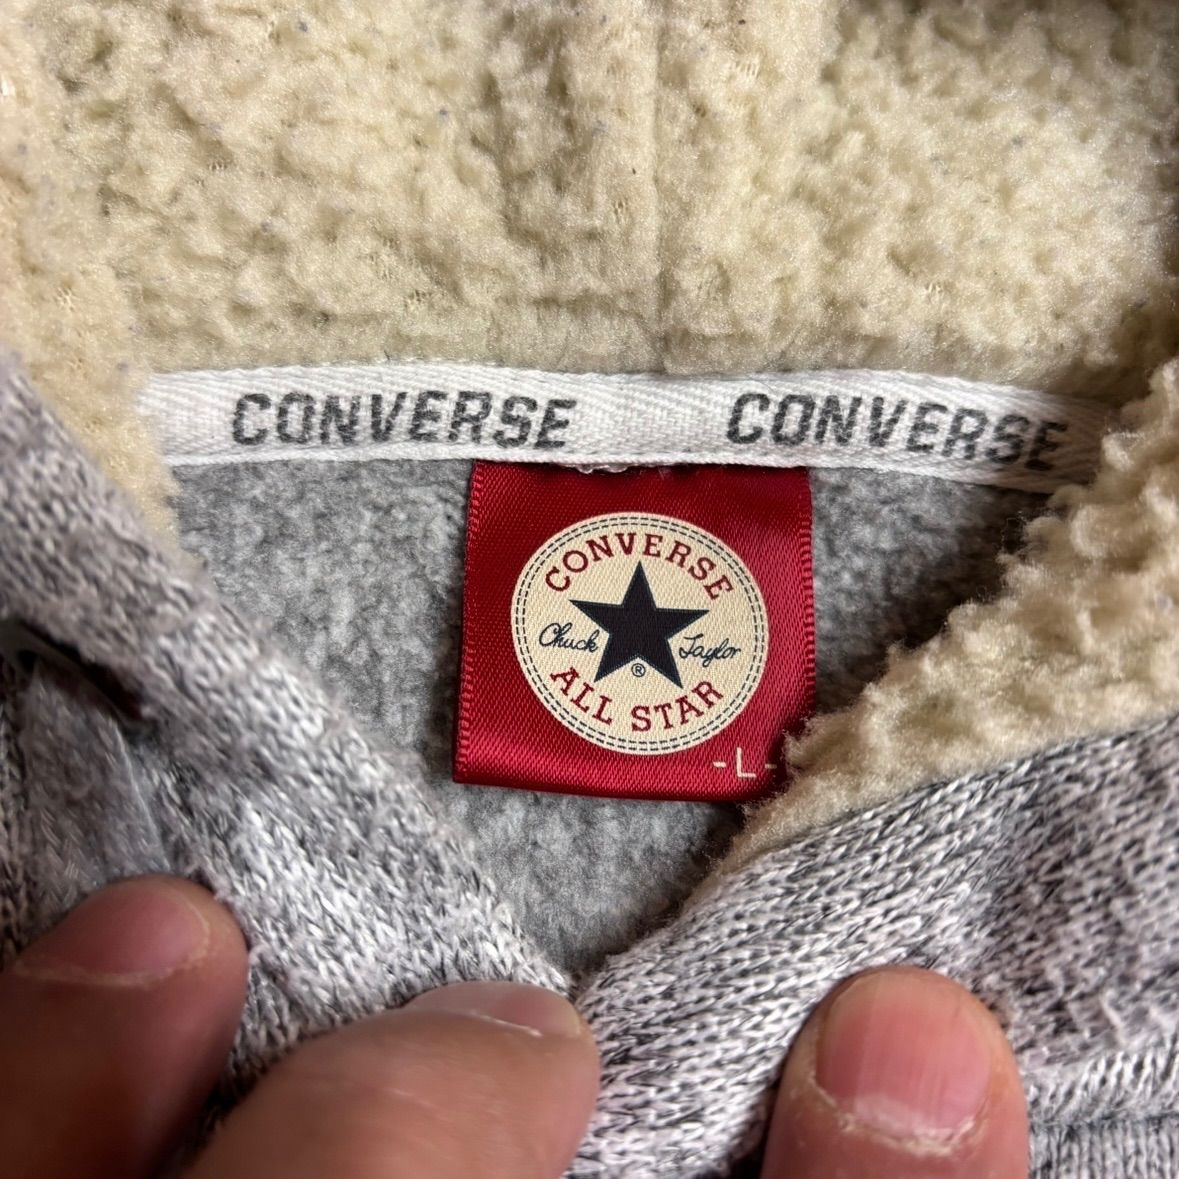 CONVERSE CONVERSE
CONVERSE
Chuck Taylor
®
ALL STAR
-L-